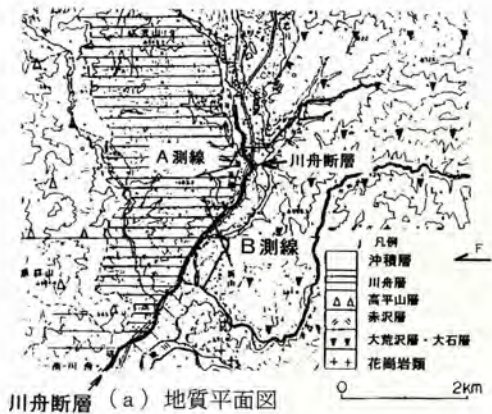 A測線
川舟断層
B測線
凡例
沖積層
川舟層
高平山層
赤沢層
大荒沢層・大石層
花崗岩類
F
0 2km
川舟断層
(a) 地質平面図